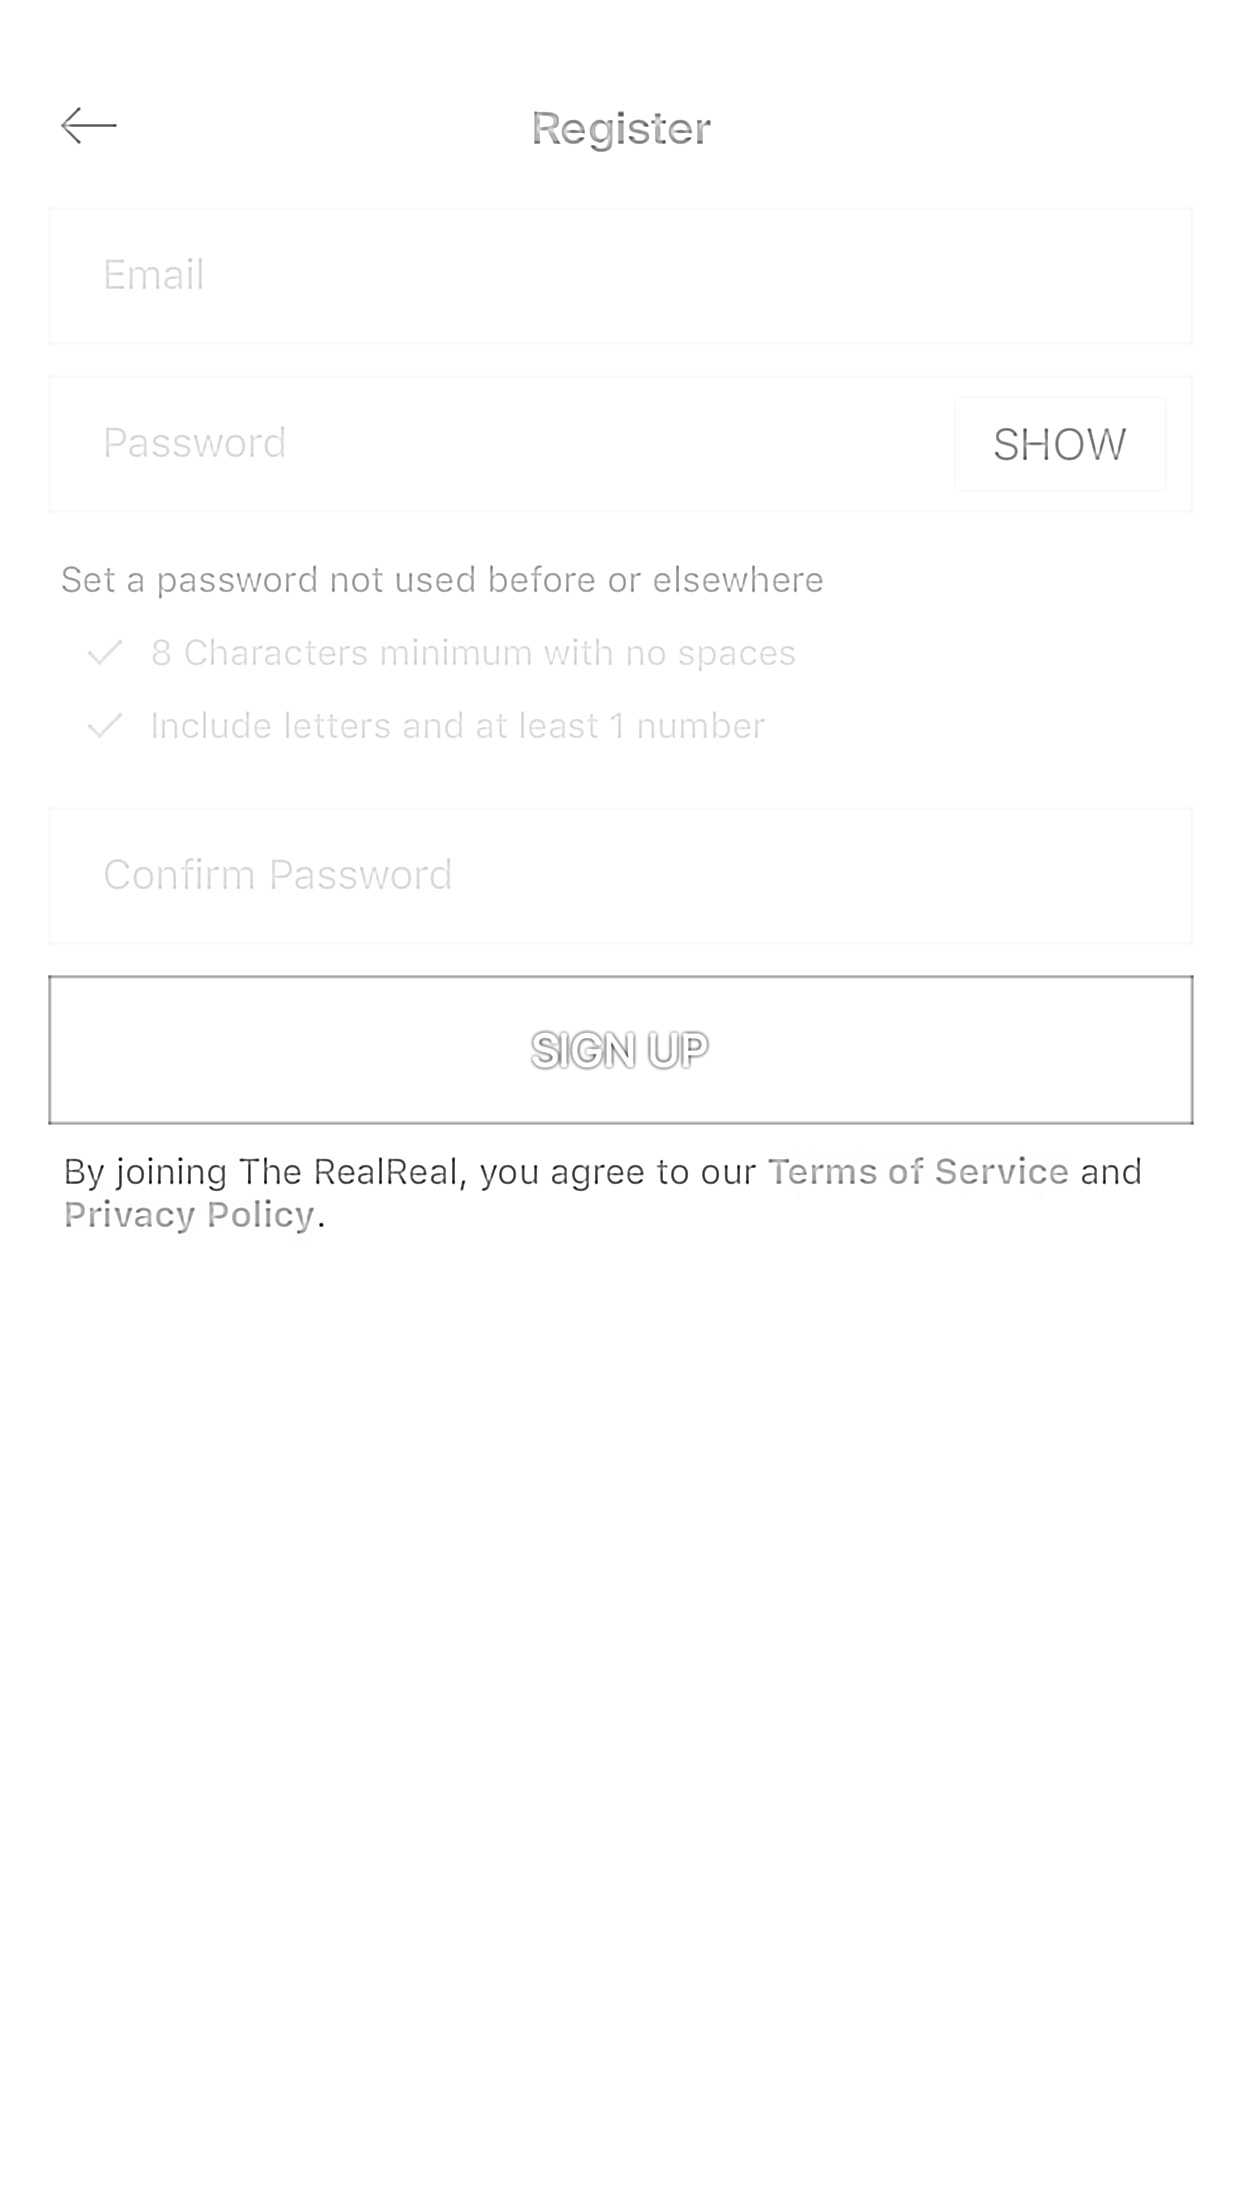 Register
Email
Password
SHOW
Set a password not used before or elsewhere
8 Characters minimum with no spaces
Include letters and at least 1 number
Confirm Password
SIGN UP
By joining The RealReal, you agree to our Terms of Service and
Privacy Policy.